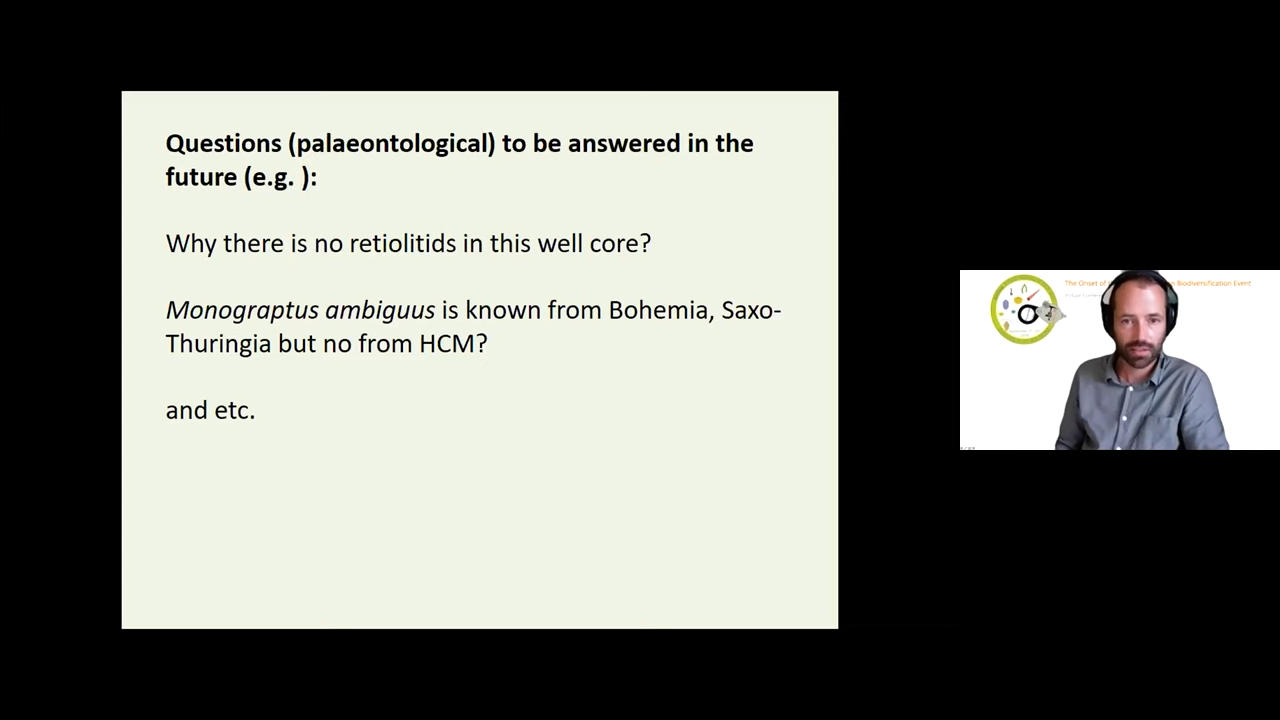 Questions (palaeontological) to be answered in the
future (e.g. ):
Why there is no retiolitids in this well core?
Monograptus ambiguus is known from Bohemia, Saxo-
Thuringia but no from HCM?
and etc.
The Onset of
Biodiversification Event